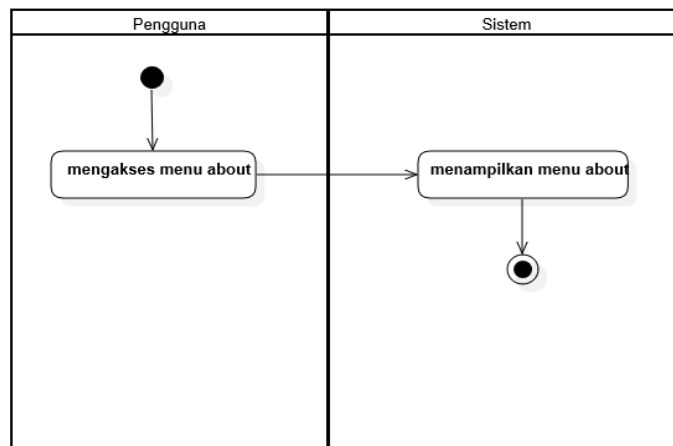 Pengguna
Sistem
mengakses menu about
menampilkan menu about